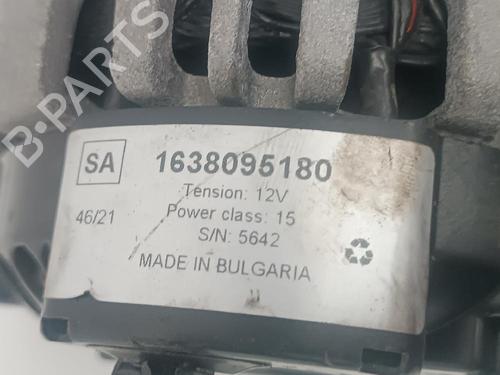 B-PARTS
SA
1638095180
Tension: 12V
46/21
Power class: 15
S/N: 5642
MADE IN BULGARIA